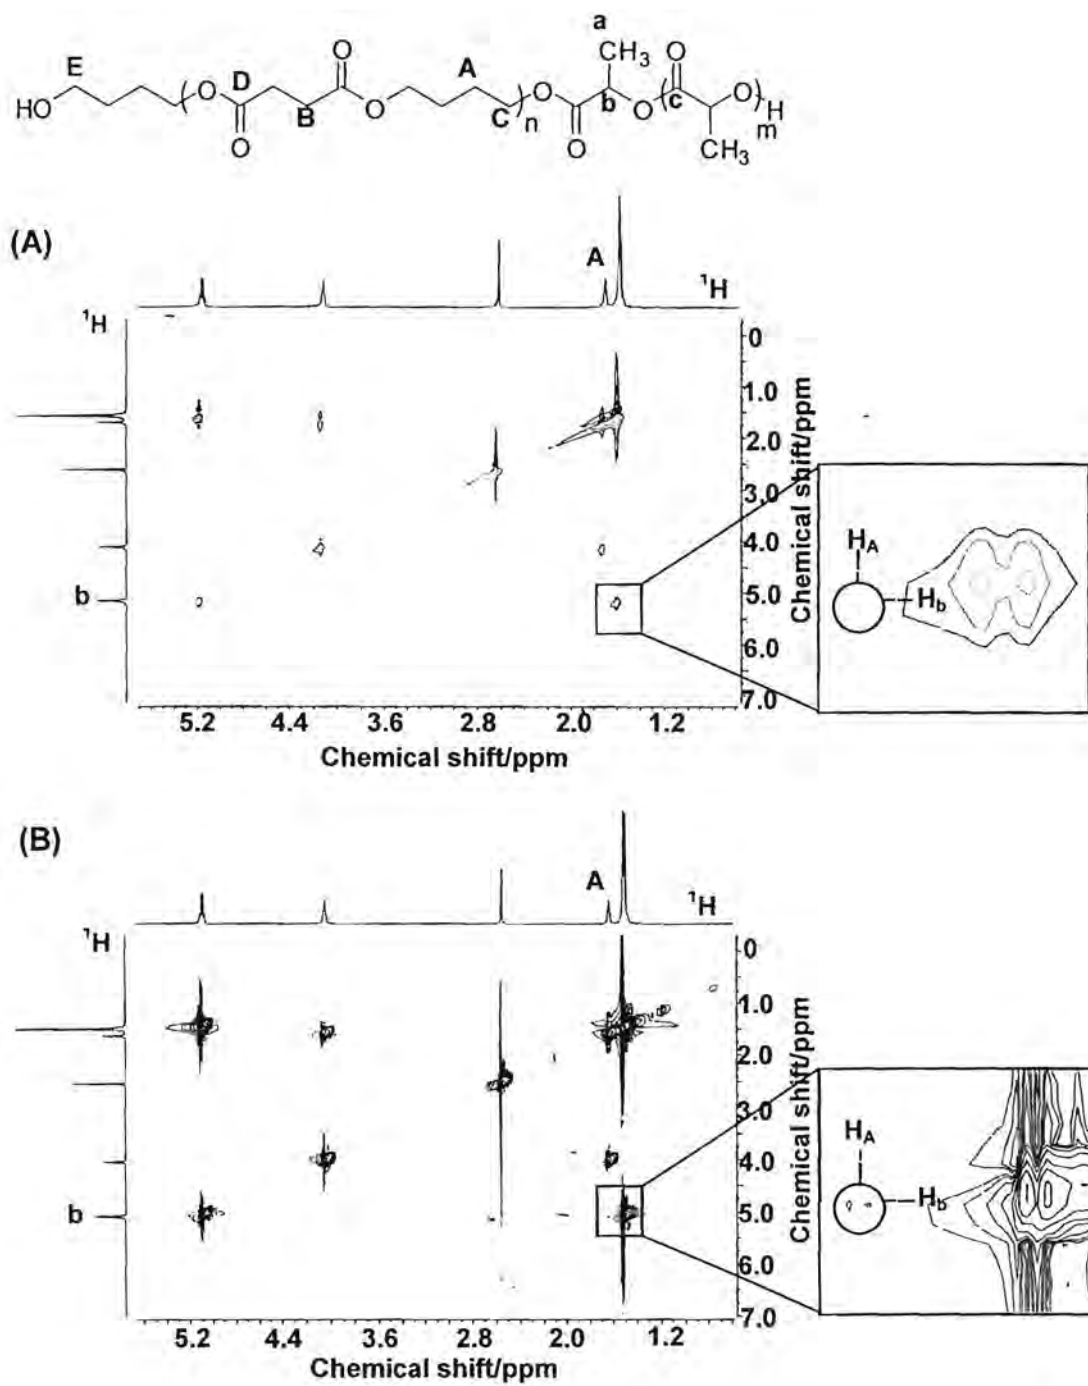 a
O
CH₃
O
E
D
O
A
O
b
O
c
O
H
HO
B
O
C
n
O
m
O
O
CH₃
(A)
A
¹H
¹H
0
1.0
2.0
3.0
4.0
5.0
6.0
7.0
b
Chemical shift/ppm
HA
Hb
5.2 4.4 3.6 2.8 2.0 1.2
Chemical shift/ppm
(B)
A
¹H
¹H
0
1.0
2.0
3.0
4.0
5.0
6.0
7.0
b
Chemical shift/ppm
HA
Hb
5.2 4.4 3.6 2.8 2.0 1.2
Chemical shift/ppm